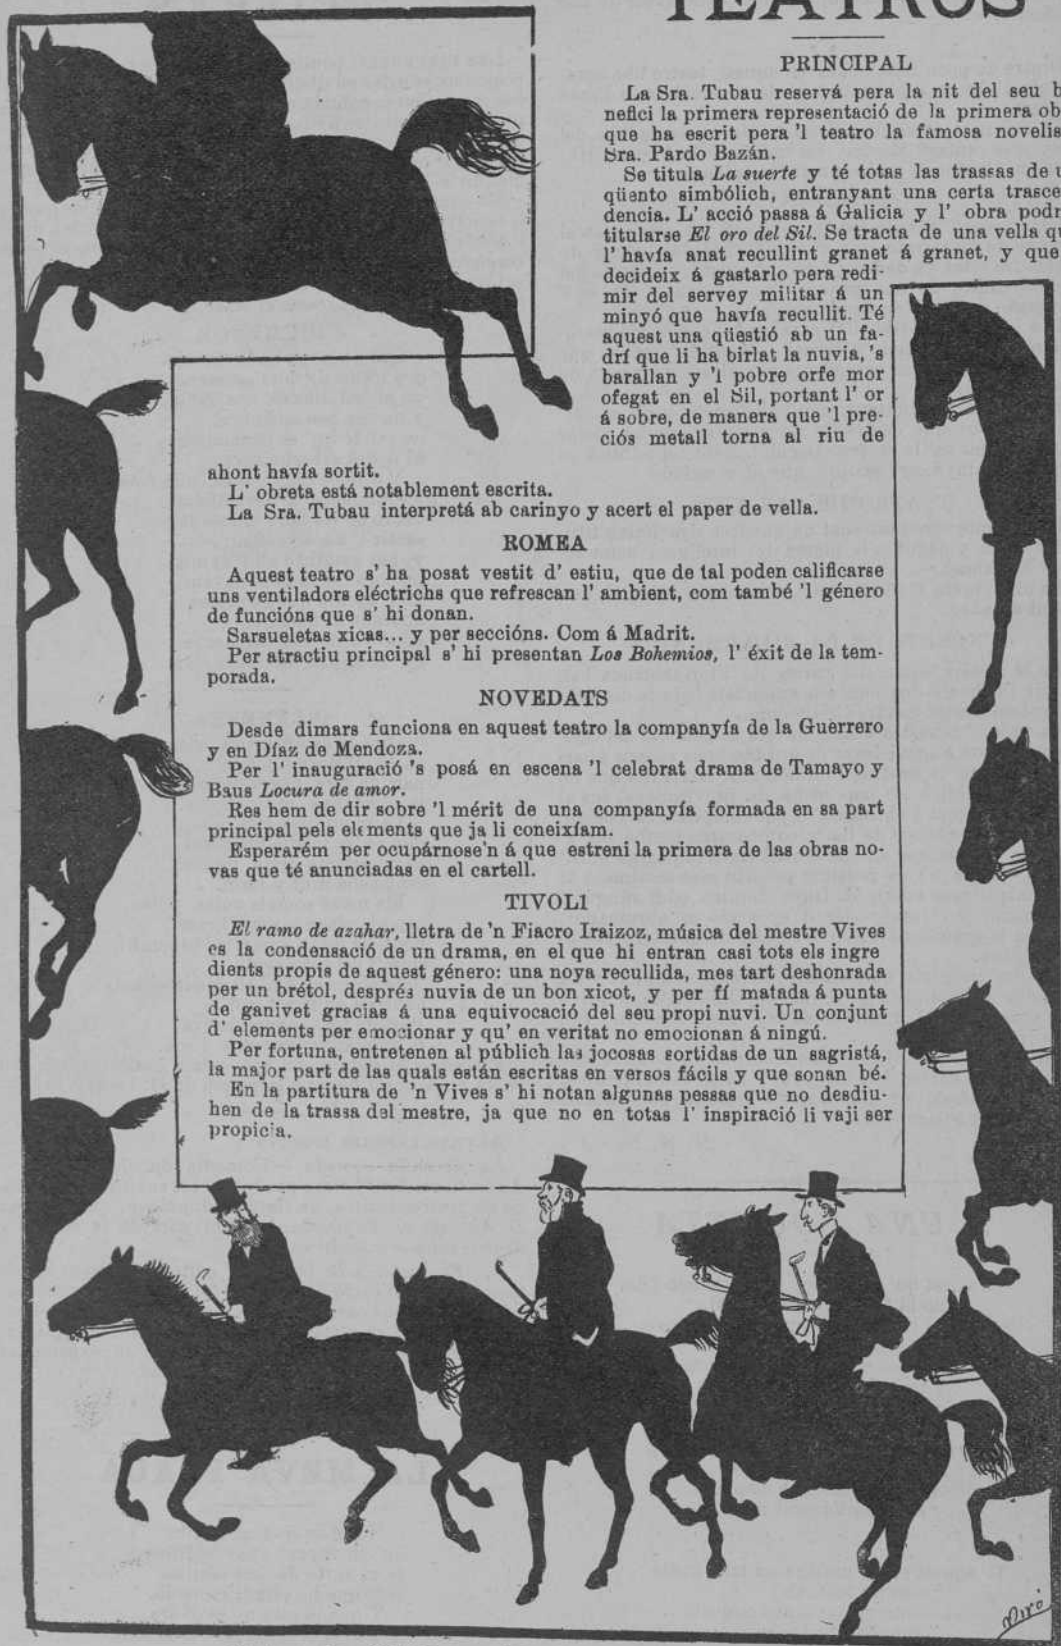 TEATROS
PRINCIPAL
La Sra. Tubau reservá pera la nit del seu b
nefici la primera representació de la primera ob
que ha escrit pera 'l teatro la famosa novelis
Sra. Pardo Bazán.
Se titula La suerte y té totas las trassas de u
qüento simbólich, entranyant una certa trasce
dencia. L' acció passa á Galicia y l' obra podr
titularse El oro del Sil. Se tracta de una vella qu
l' havía anat recullint granet á granet, y que
decideix á gastarlo pera redi-
mir del servey militar á un
minyó que havía recullit. Té
aquest una qüestió ab un fa-
drí que li ha birlat la nuvia, 's
barallan y 'l pobre orfe mor
ofegat en el Sil, portant l' or
á sobre, de manera que 'l pre-
ciós metall torna al riu de
ahont havía sortit.
L' obreta está notablement escrita.
La Sra. Tubau interpretá ab carinyo y acert el paper de vella.
ROMEA
Aquest teatro s' ha posat vestit d' estiu, que de tal poden calificarse
uns ventiladors eléctrichs que refrescan l' ambient, com també 'l género
de funcións que s' hi donan.
Sarsueletas xicas... y per seccións. Com á Madrit.
Per atractiu principal s' hi presentan Los Bohemios, l' éxit de la tem-
porada.
NOVEDATS
Desde dimars funciona en aquest teatro la companyía de la Guerrero
y en Díaz de Mendoza.
Per l' inauguració 's posá en escena 'l celebrat drama de Tamayo y
Baus Locura de amor.
Res hem de dir sobre 'l mérit de una companyía formada en sa part
principal pels elements que ja li coneixíam.
Esperarém per ocupárnose'n á que estreni la primera de las obras no-
vas que té anunciadas en el cartell.
TIVOLI
El ramo de azahar, lletra de 'n Fiacro Iraizoz, música del mestre Vives
es la condensació de un drama, en el que hi entran casi tots els ingre
dients propis de aquest género: una noya recullida, mes tart deshonrada
per un brétol, després nuvia de un bon xicot, y per fí matada á punta
de ganivet gracias á una equivocació del seu propi nuvi. Un conjunt
d' elements per emocionar y qu' en veritat no emocionan á ningú.
Per fortuna, entretenen al públich las jocosas sortidas de un sagristá,
la major part de las quals están escritas en versos fácils y que sonan bé.
En la partitura de 'n Vives s' hi notan algunas pessas que no desdiu-
hen de la trassa del mestre, ja que no en totas l' inspiració li vaji ser
propicia.
Miró